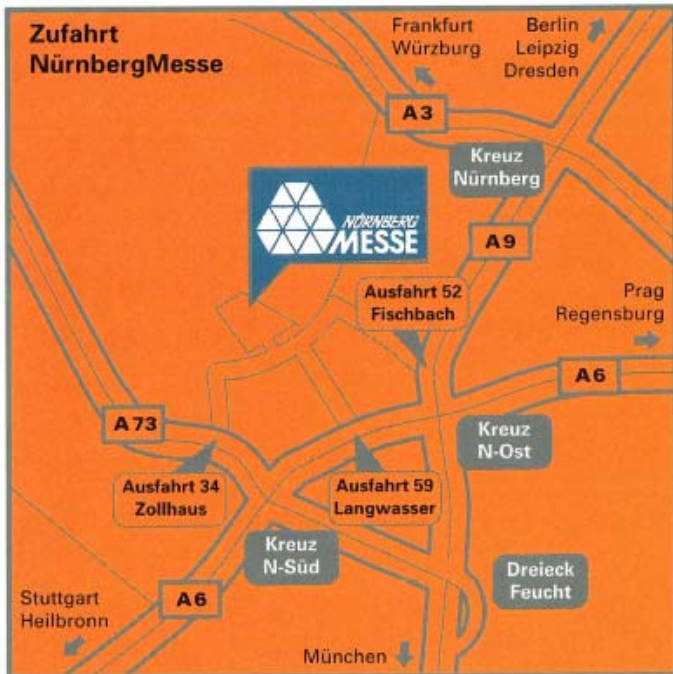 Zufahrt
NürnbergMesse
Frankfurt
Würzburg
Berlin
Leipzig
Dresden
A3
Kreuz
Nürnberg
NÜRNBERG
MESSE
A9
Ausfahrt 52
Fischbach
Prag
Regensburg
A6
A73
Kreuz
N-Ost
Ausfahrt 34
Zollhaus
Ausfahrt 59
Langwasser
Kreuz
N-Süd
Dreieck
Feucht
A6
Stuttgart
Heilbronn
München